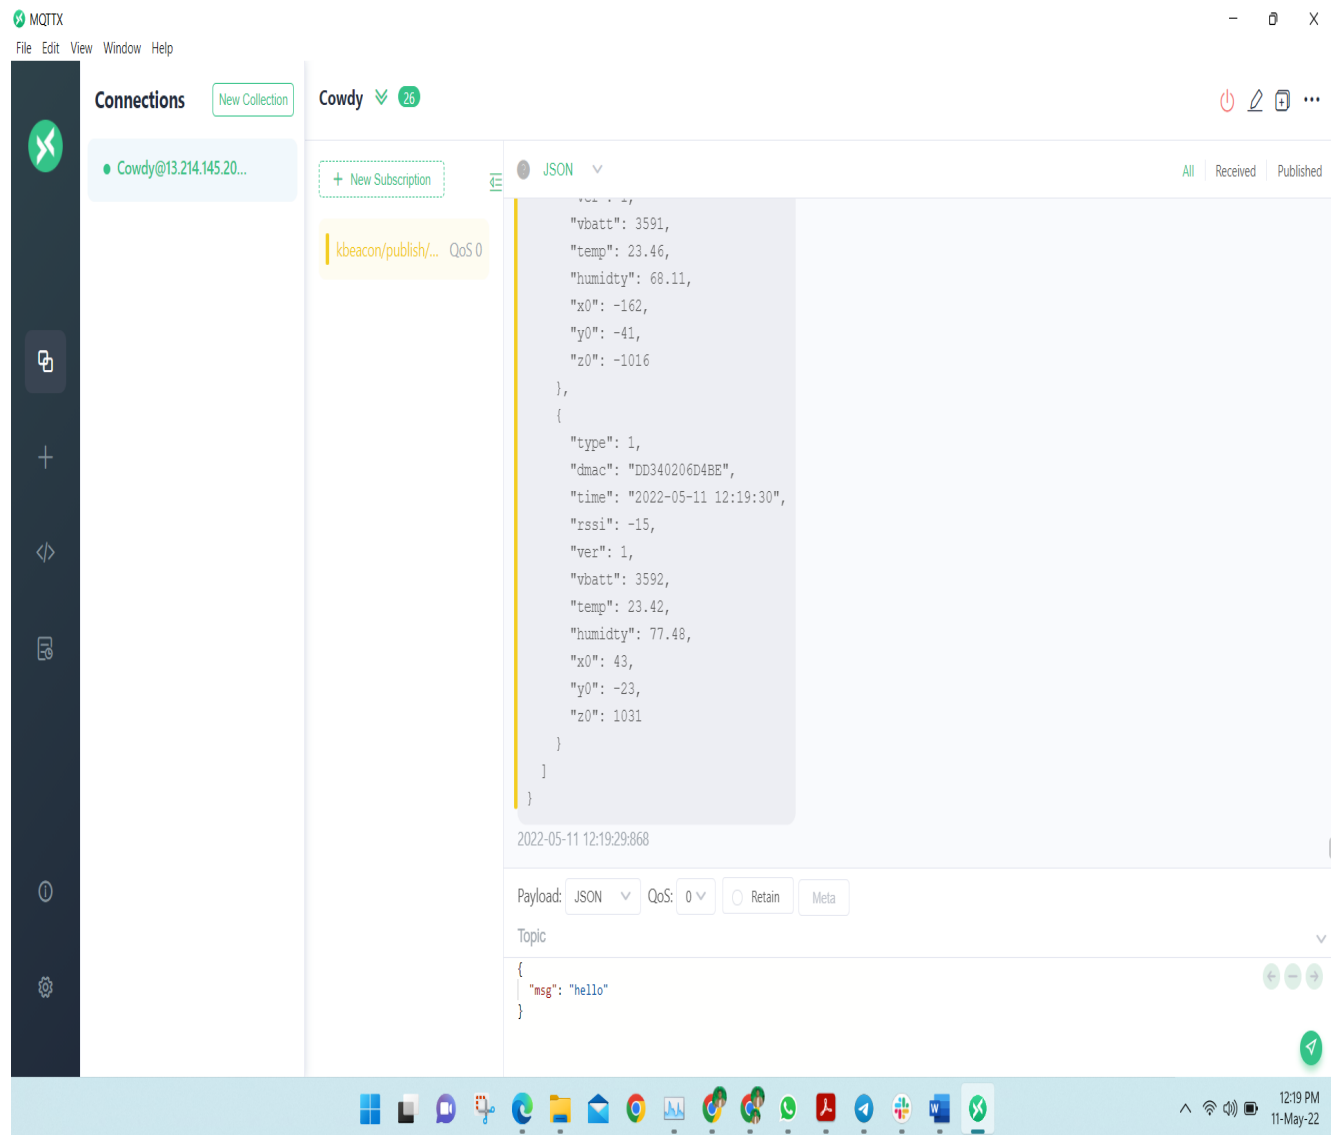 MQTTX
File Edit View Window Help
Connections
New Collection
Cowdy@13.214.145.20...
Cowdy 26
+ New Subscription
kbeacon/publish/... QoS 0
JSON
All Received Published
"ver": 1,
"vbatt": 3591,
"temp": 23.46,
"humidty": 68.11,
"x0": -162,
"y0": -41,
"z0": -1016
},
{
"type": 1,
"dmac": "DD340206D4BE",
"time": "2022-05-11 12:19:30",
"rssi": -15,
"ver": 1,
"vbatt": 3592,
"temp": 23.42,
"humidty": 77.48,
"x0": 43,
"y0": -23,
"z0": 1031
}
]
}
2022-05-11 12:19:29:868
Payload: JSON QoS: 0 Retain Meta
Topic
{
"msg": "hello"
}
12:19 PM
11-May-22